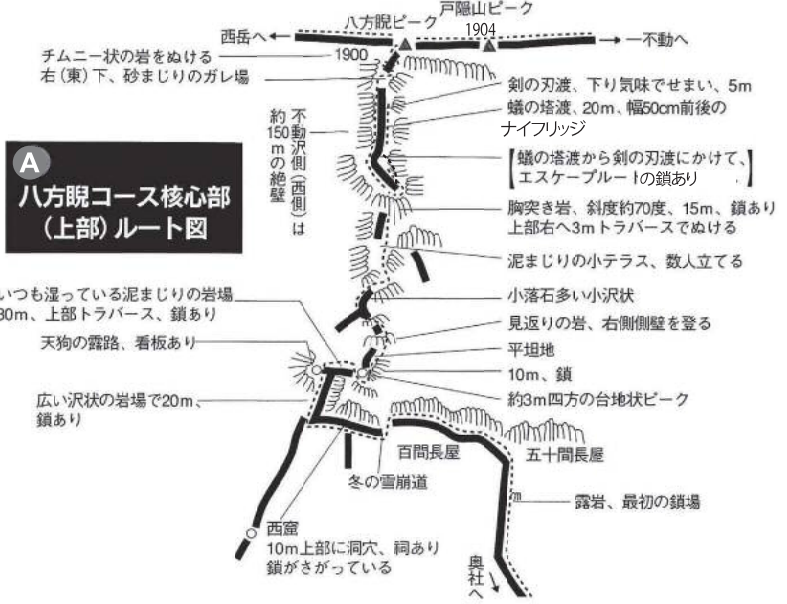 戸隠山ピーク
八方睨ピーク
1904
西岳へ
一不動へ
チムニー状の岩をぬける
右(東)下、砂まじりのガレ場
1900
剣の刃渡、下り気味でせまい、5m
蟻の塔渡、20m、幅50cm前後の
ナイフリッジ
不動沢側(西側)は
約150mの絶壁
蟻の塔渡から剣の刃渡にかけて、
エスケープルートの鎖あり
A
八方睨コース核心部
(上部)ルート図
胸突き岩、斜度約70度、15m、鎖あり
上部右へ3mトラバースでぬける
泥まじりの小テラス、数人立てる
いつも湿っている泥まじりの岩場
30m、上部トラバース、鎖あり
小落石多い小沢状
見返りの岩、右側側壁を登る
天狗の露路、看板あり
平坦地
10m、鎖
広い沢状の岩場で20m、
鎖あり
約3m四方の台地状ピーク
百間長屋
五十間長屋
冬の雪崩道
m
露岩、最初の鎖場
西窟
10m上部に洞穴、祠あり
鎖がさがっている
奥社へ